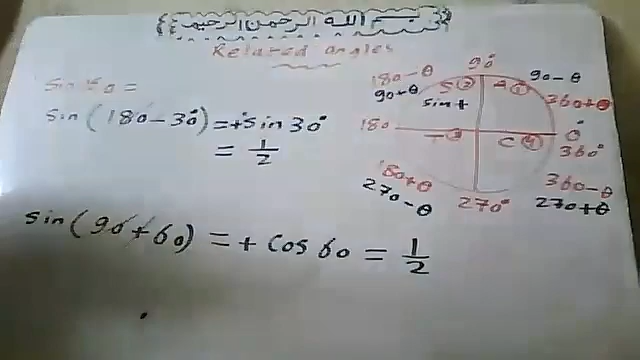 بسم الله الرحمن الرحيم
Related angles
sin 150 =
sin (180 - 30°) = + sin 30°
= 1/2
sin (90 + 60) = + cos 60 = 1/2
90°
180 - θ
90 - θ
90 + θ
S ②
A ①
360 + θ
sin +
180
0°
T ③
C ④
360°
180 + θ
360 - θ
270 - θ
270°
270 + θ